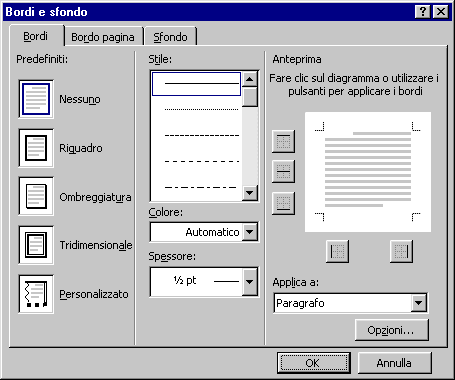 Bordi e sfondo
Bordi
Bordo pagina
Sfondo
Predefiniti:
Nessuno
Riquadro
Ombreggiatura
Tridimensionale
Personalizzato
Stile:
Colore:
Automatico
Spessore:
½ pt
Anteprima
Fare clic sul diagramma o utilizzare i
pulsanti per applicare i bordi
Applica a:
Paragrafo
Opzioni...
OK
Annulla